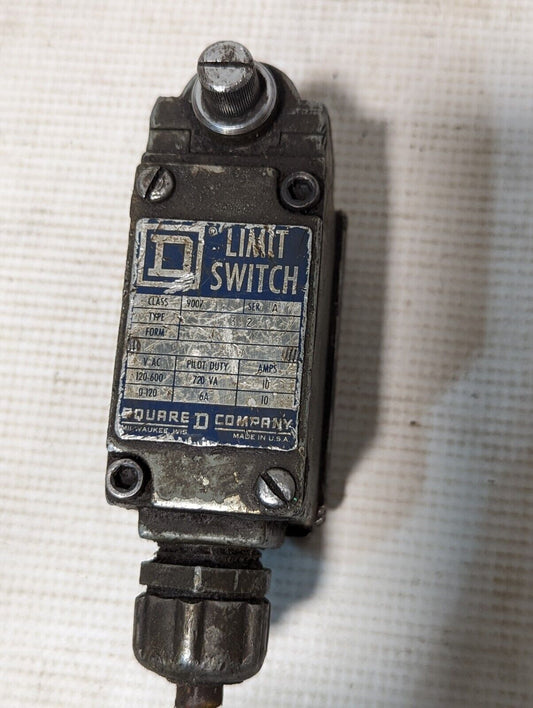 D ® LIMIT
SWITCH
CLASS 9007 SER. A
TYPE 2
FORM
V. AC PILOT DUTY AMPS
120-600 720 VA 10
0-120 6A 10
SQUARE D COMPANY
MILWAUKEE, WIS. MADE IN U.S.A.